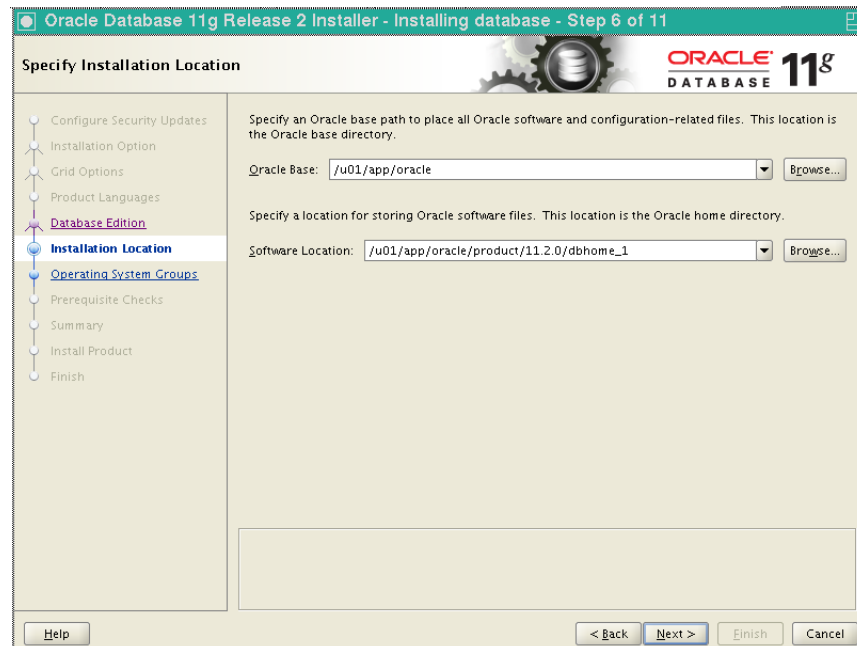 Oracle Database 11g Release 2 Installer - Installing database - Step 6 of 11
Specify Installation Location
ORACLE
DATABASE
11g
Configure Security Updates
Installation Option
Grid Options
Product Languages
Database Edition
Installation Location
Operating System Groups
Prerequisite Checks
Summary
Install Product
Finish
Specify an Oracle base path to place all Oracle software and configuration-related files. This location is
the Oracle base directory.
Oracle Base: /u01/app/oracle Browse...
Specify a location for storing Oracle software files. This location is the Oracle home directory.
Software Location: /u01/app/oracle/product/11.2.0/dbhome_1 Browse...
Help < Back Next > Finish Cancel